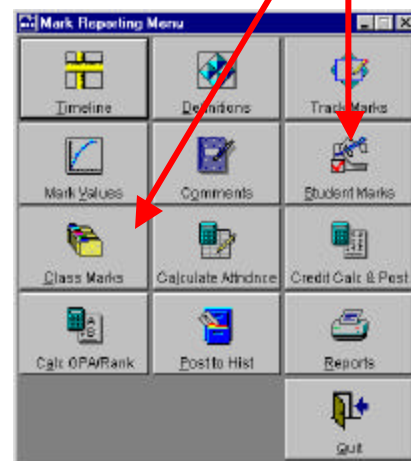 Mark Reporting Menu
Timeline
Definitions
Track Marks
Mark Values
Comments
Student Marks
Class Marks
Calculate Attndnce
Credit Calc & Post
Calc GPA/Rank
Post to Hist
Reports
Quit